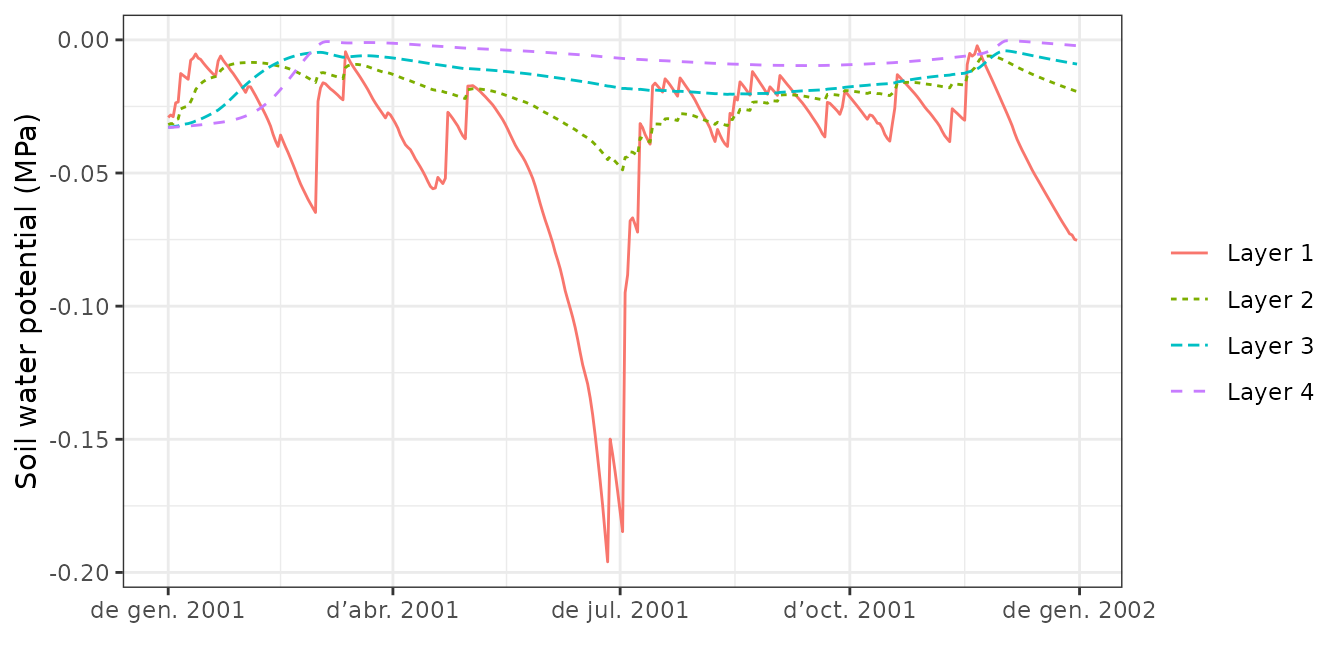 Soil water potential (MPa)
0.00
-0.05
-0.10
-0.15
-0.20
de gen. 2001
d’abr. 2001
de jul. 2001
d’oct. 2001
de gen. 2002
Layer 1
Layer 2
Layer 3
Layer 4